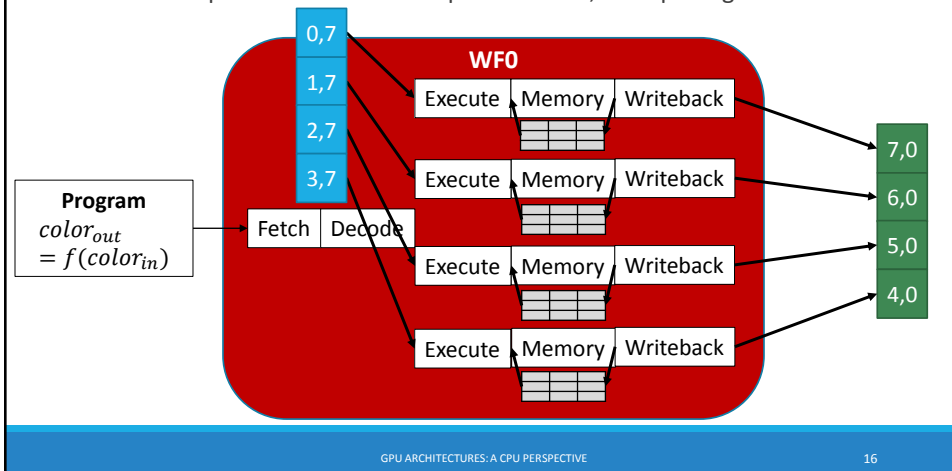 0,7
WF0
1,7
Execute Memory Writeback
2,7
7,0
3,7
Execute Memory Writeback
6,0
Program
color_out
= f(color_in)
Fetch Decode
5,0
Execute Memory Writeback
4,0
Execute Memory Writeback
GPU ARCHITECTURES: A CPU PERSPECTIVE
16